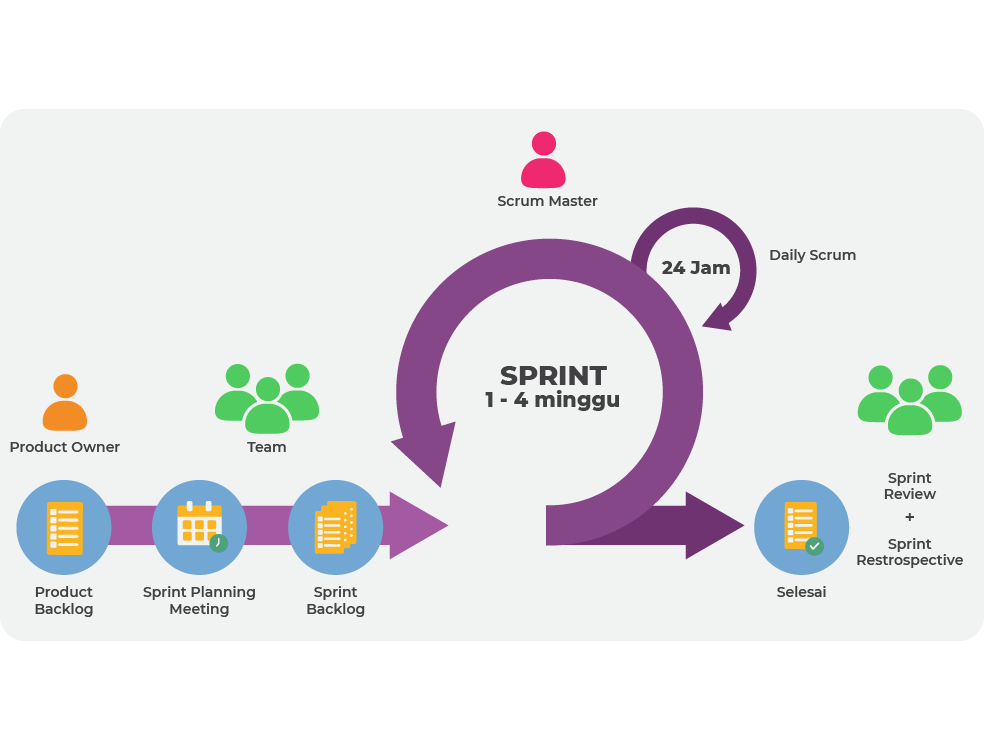 Scrum Master
Daily Scrum
24 Jam
SPRINT
1 - 4 minggu
Product Owner
Team
Product
Backlog
Sprint Planning
Meeting
Sprint
Backlog
Selesai
Sprint
Review
+
Sprint
Restrospective